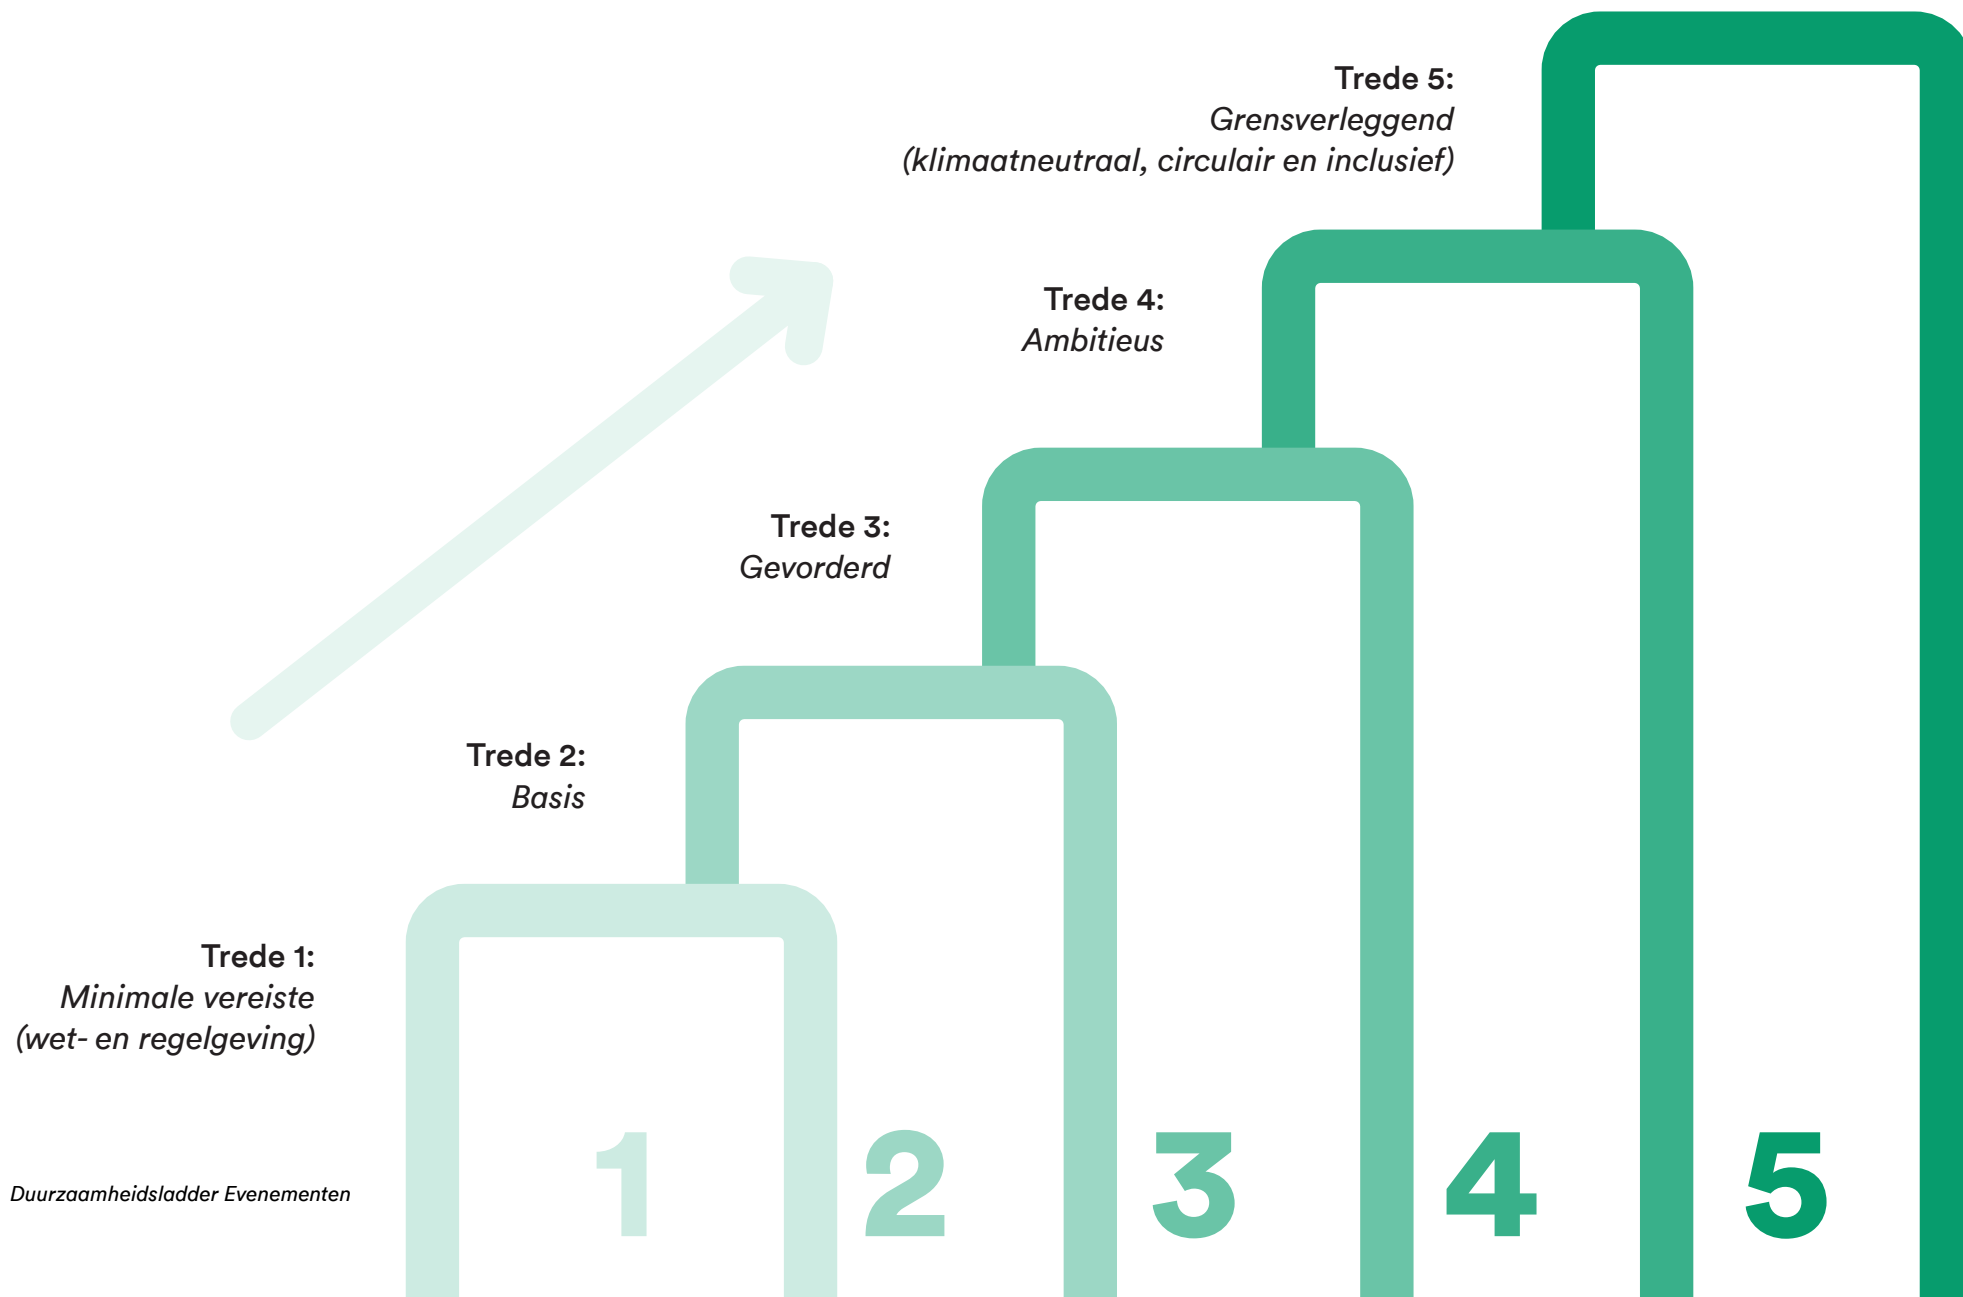 Trede 5:
Grensverleggend
(klimaatneutraal, circulair en inclusief)
Trede 4:
Ambitieus
Trede 3:
Gevorderd
Trede 2:
Basis
Trede 1:
Minimale vereiste
(wet- en regelgeving)
Duurzaamheidsladder Evenementen
1 2 3 4 5